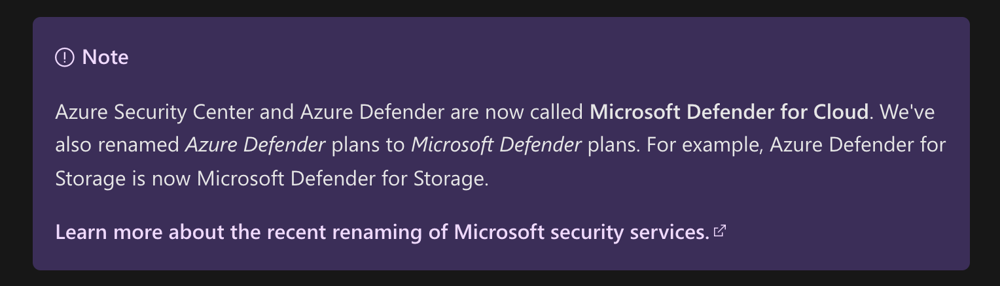 Note
Azure Security Center and Azure Defender are now called Microsoft Defender for Cloud. We've
also renamed Azure Defender plans to Microsoft Defender plans. For example, Azure Defender for
Storage is now Microsoft Defender for Storage.
Learn more about the recent renaming of Microsoft security services.